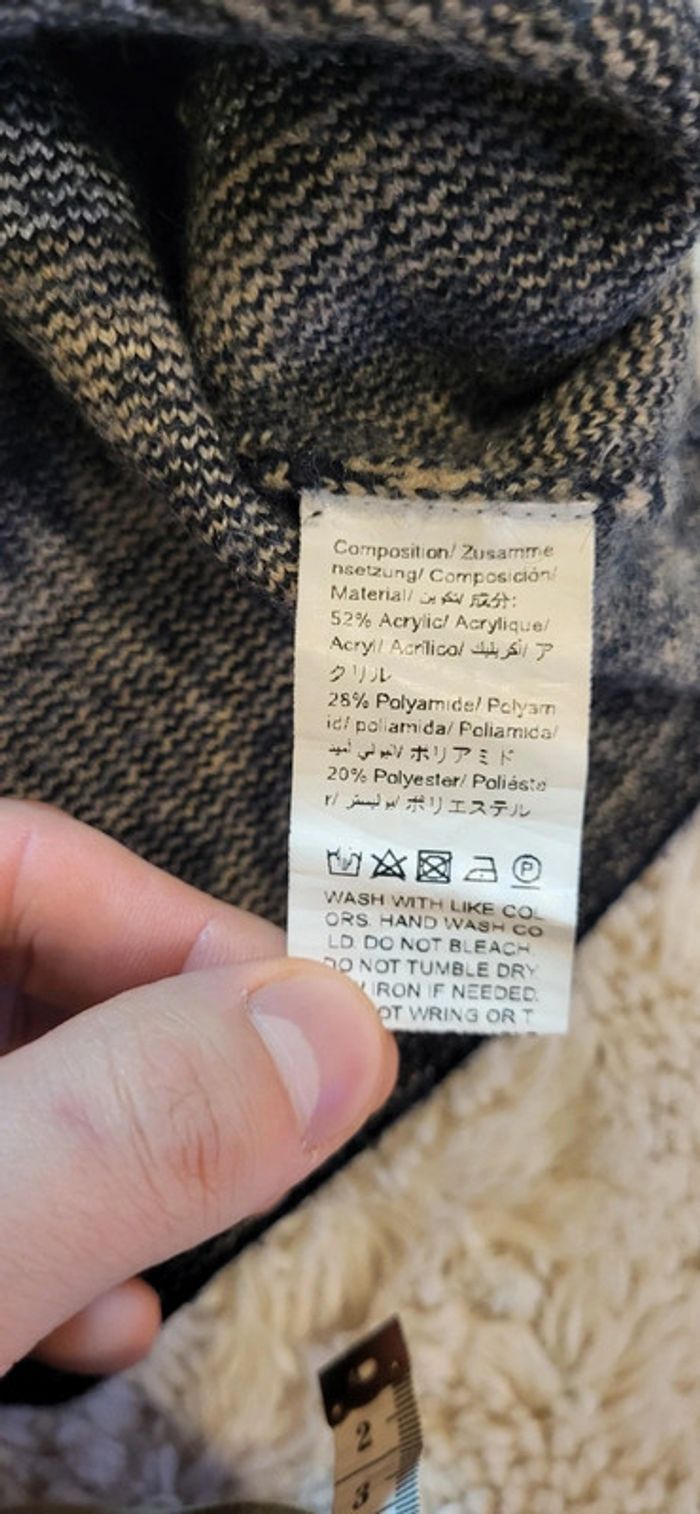 Composition/ Zusamme
nsetzung/ Composición/
Material/ تكوين/ 成分:
52% Acrylic/ Acrylique/
Acryl/ Acrílico/ أكريليك/ ア
クリル
28% Polyamide/ Polyam
id/ poliamida/ Poliamida/
ポリアミド
20% Polyester/ Poliéste
r/ بوليستر/ ポリエステル
P
WASH WITH LIKE COL
ORS. HAND WASH CO
LD. DO NOT BLEACH.
DO NOT TUMBLE DRY.
IRON IF NEEDED.
OT WRING OR T
2
3